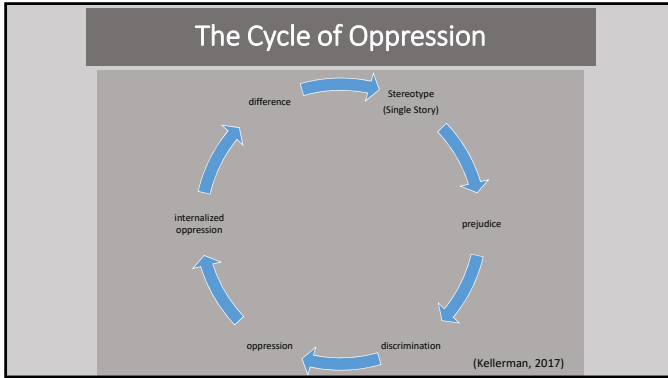 The Cycle of Oppression
difference
Stereotype
(Single Story)
prejudice
discrimination
oppression
internalized
oppression
(Kellerman, 2017)